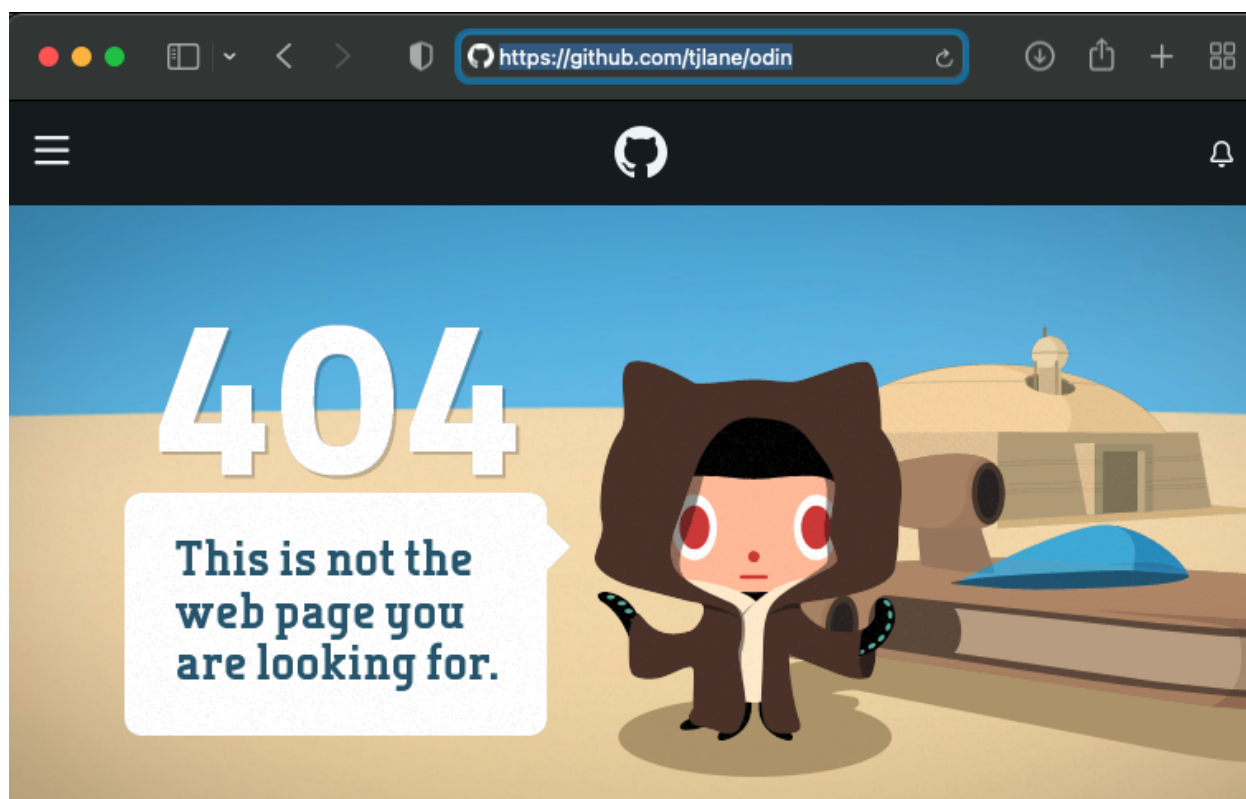 https://github.com/tjlane/odin
404
This is not the
web page you
are looking for.